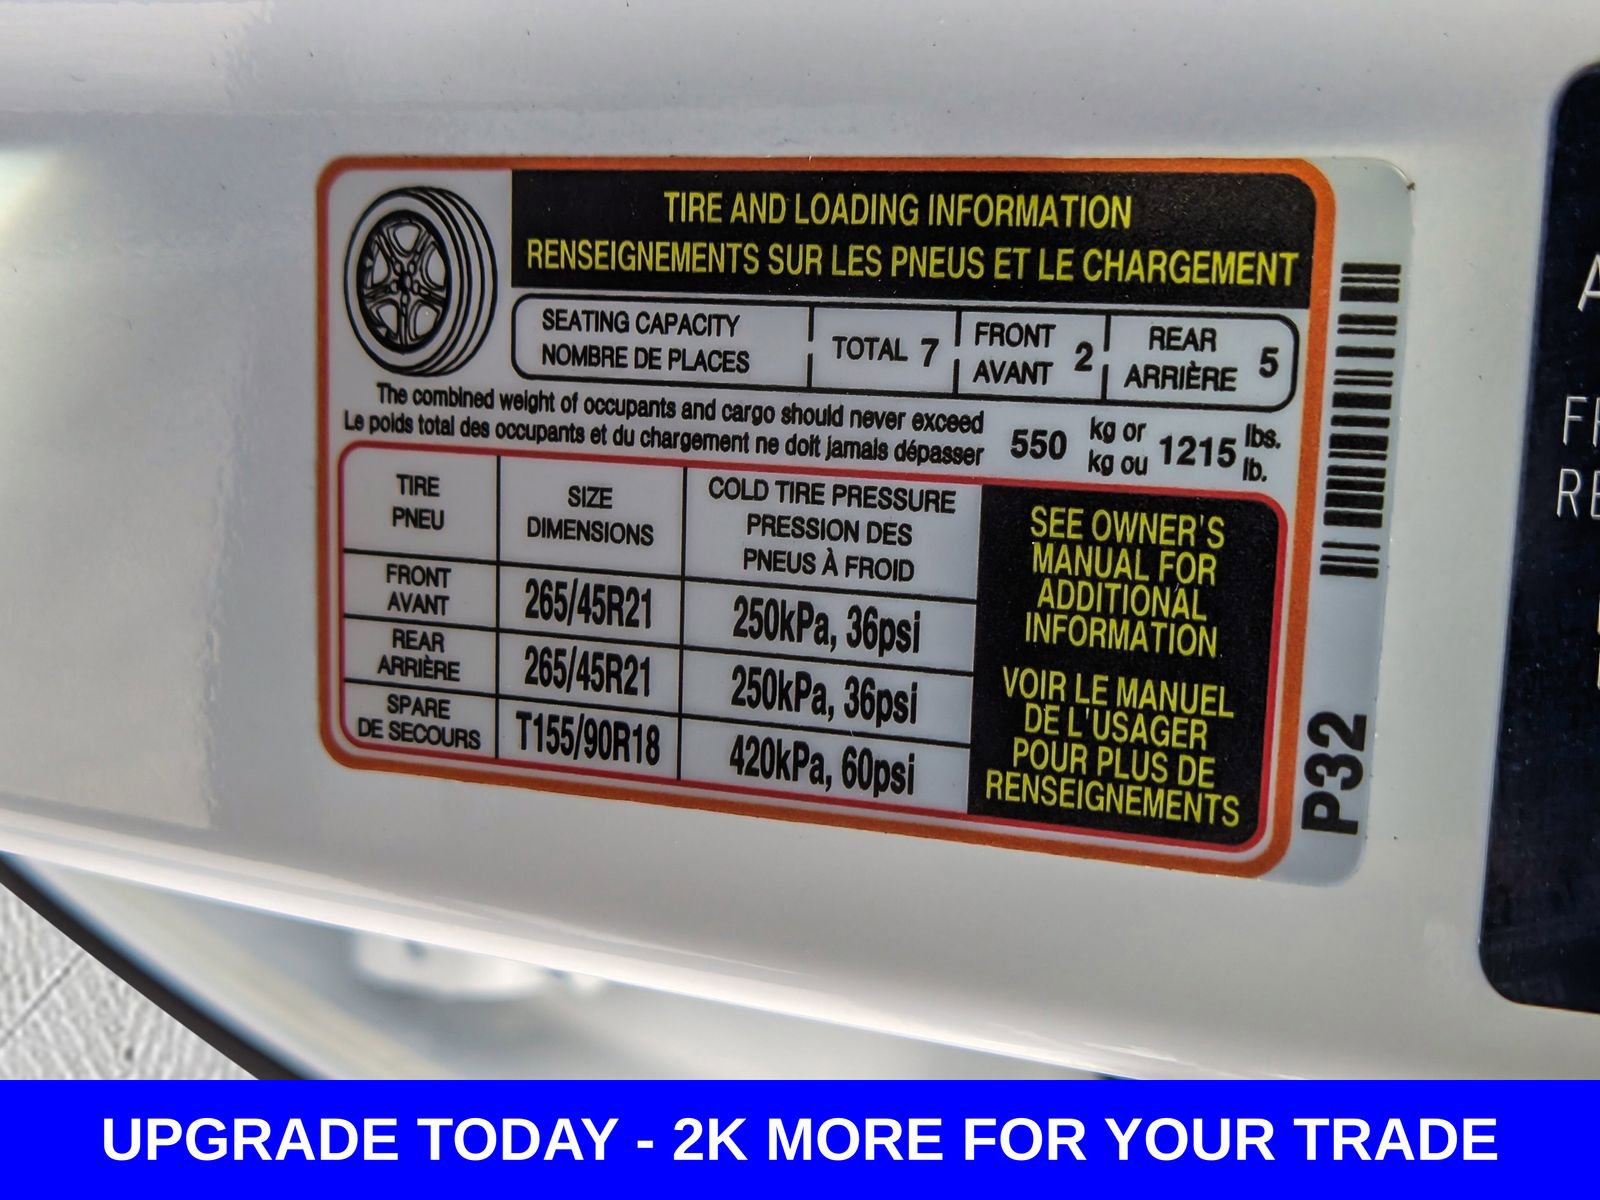 TIRE AND LOADING INFORMATION
RENSEIGNEMENTS SUR LES PNEUS ET LE CHARGEMENT
SEATING CAPACITY
NOMBRE DE PLACES
TOTAL 7
FRONT
AVANT
2
REAR
ARRIÈRE
5
The combined weight of occupants and cargo should never exceed
Le poids total des occupants et du chargement ne doit jamais dépasser
550
kg or
kg ou
1215
lbs.
lb.
TIRE
PNEU
SIZE
DIMENSIONS
COLD TIRE PRESSURE
PRESSION DES
PNEUS À FROID
FRONT
AVANT
265/45R21
250kPa, 36psi
REAR
ARRIÈRE
265/45R21
250kPa, 36psi
SPARE
DE SECOURS
T155/90R18
420kPa, 60psi
SEE OWNER'S
MANUAL FOR
ADDITIONAL
INFORMATION
VOIR LE MANUEL
DE L'USAGER
POUR PLUS DE
RENSEIGNEMENTS
P32
UPGRADE TODAY - 2K MORE FOR YOUR TRADE